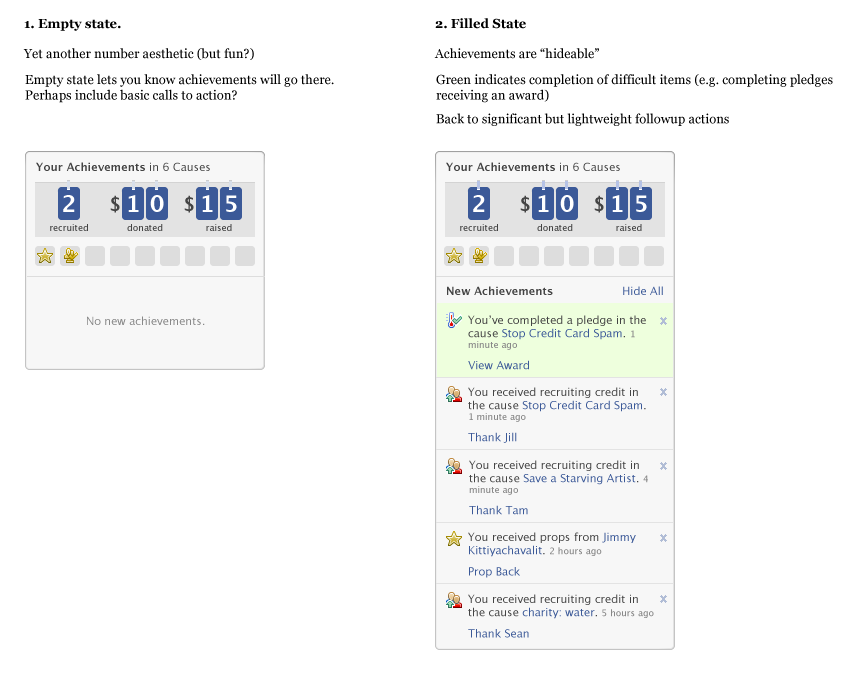 1. Empty state.
Yet another number aesthetic (but fun?)
Empty state lets you know achievements will go there.
Perhaps include basic calls to action?
Your Achievements in 6 Causes
2 $10 $15
recruited donated raised
No new achievements.
2. Filled State
Achievements are “hideable”
Green indicates completion of difficult items (e.g. completing pledges
receiving an award)
Back to significant but lightweight followup actions
Your Achievements in 6 Causes
2 $10 $15
recruited donated raised
New Achievements Hide All
You’ve completed a pledge in the x
cause Stop Credit Card Spam. 1
minute ago
View Award
You received recruiting credit in x
the cause Stop Credit Card Spam.
1 minute ago
Thank Jill
You received recruiting credit in x
the cause Save a Starving Artist. 4
minute ago
Thank Tam
You received props from Jimmy x
Kittiyachavalit. 2 hours ago
Prop Back
You received recruiting credit in x
the cause charity: water. 5 hours ago
Thank Sean